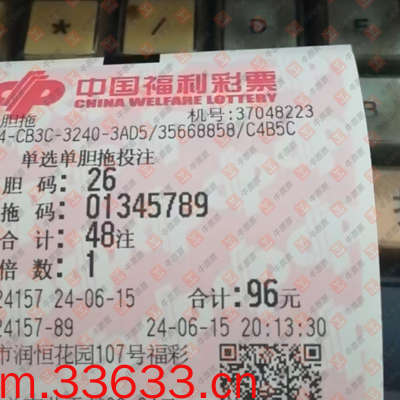 中国福利彩票
CHINA WELFARE LOTTERY
胆拖 机号:37048223
4-CB3C-3240-3AD5/35668858/C4B5C
单选单胆拖投注
胆 码: 26
拖 码: 01345789
合 计: 48注
倍 数: 1
24157 24-06-15 合计:96元
24157-89 24-06-15 20:13:30
市润恒花园107号福彩
m.33633.cn